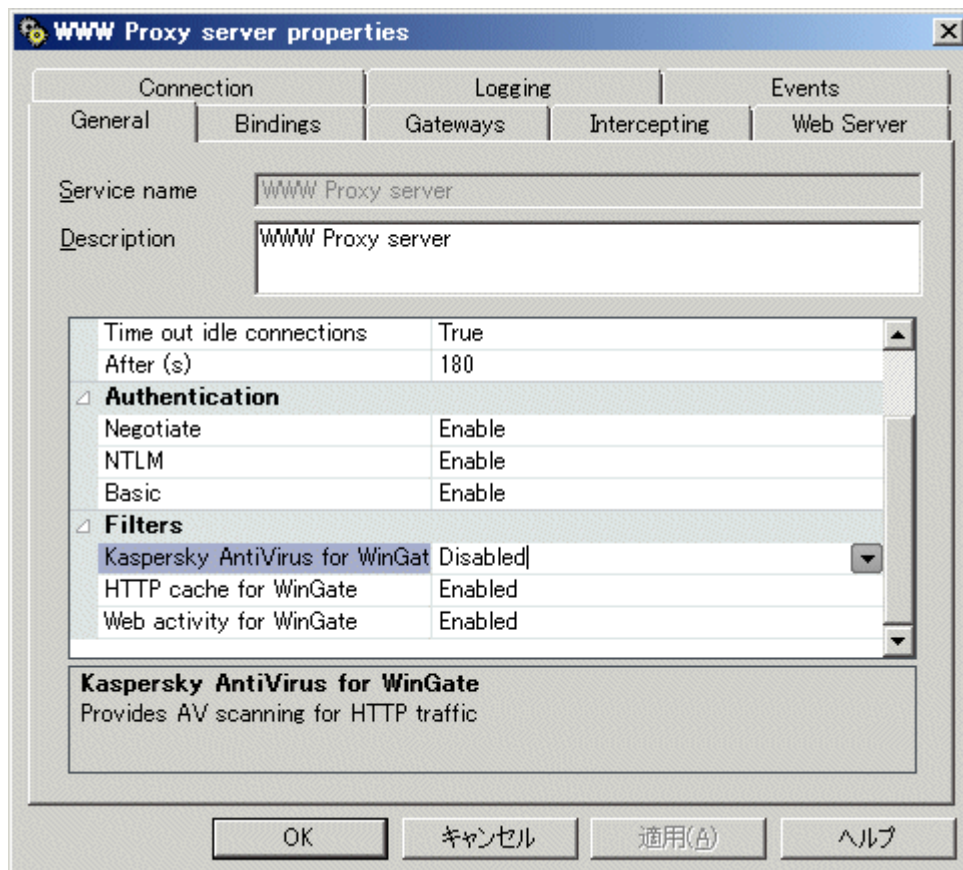 WWW Proxy server properties
Connection Logging Events
General Bindings Gateways Intercepting Web Server
Service name WWW Proxy server
Description WWW Proxy server
Time out idle connections True
After (s) 180
Authentication
Negotiate Enable
NTLM Enable
Basic Enable
Filters
Kaspersky AntiVirus for WinGat Disabled
HTTP cache for WinGate Enabled
Web activity for WinGate Enabled
Kaspersky AntiVirus for WinGate
Provides AV scanning for HTTP traffic
OK キャンセル 適用(A) ヘルプ